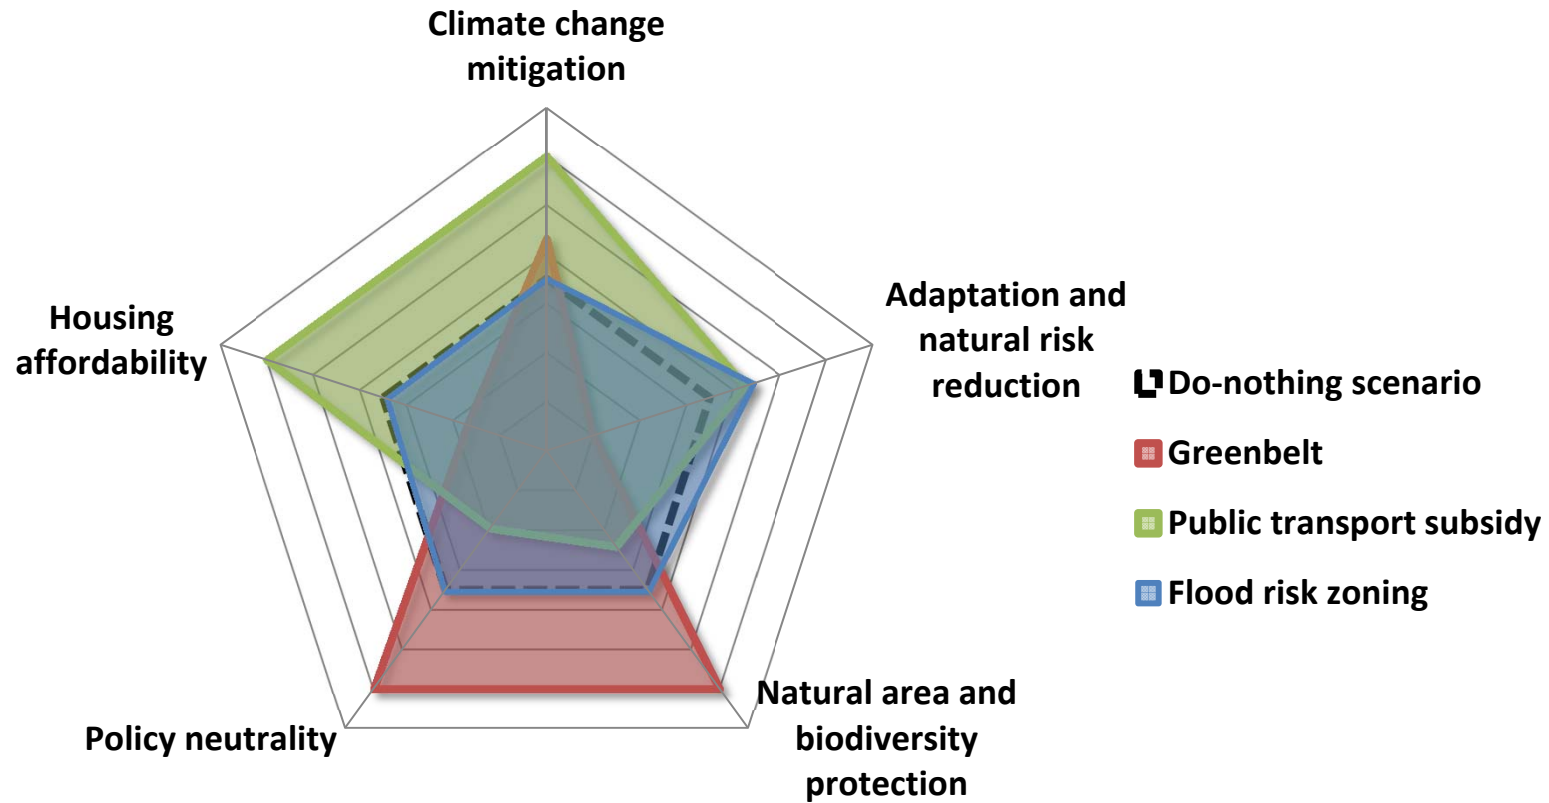 Climate change
mitigation
Adaptation and
natural risk
reduction
Housing
affordability
Do-nothing scenario
Greenbelt
Public transport subsidy
Flood risk zoning
Natural area and
biodiversity
protection
Policy neutrality